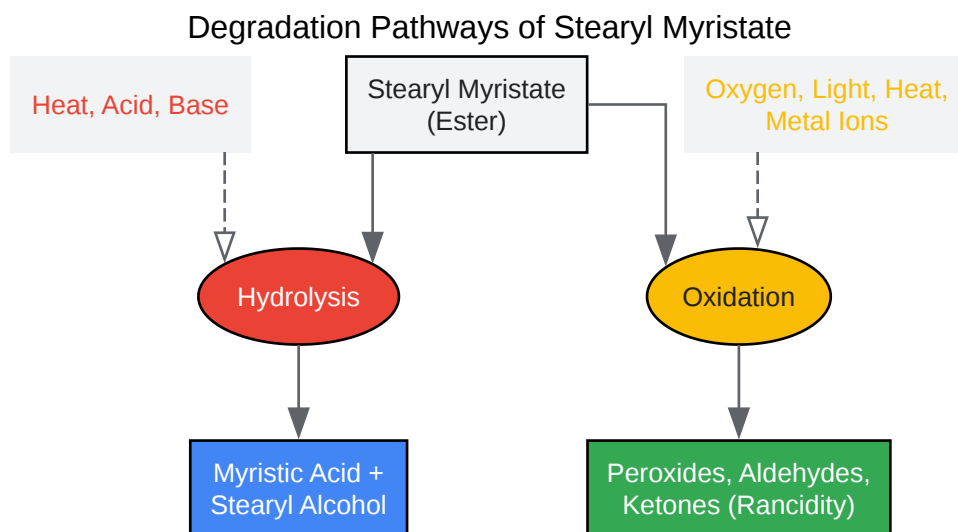 Degradation Pathways of Stearyl Myristate
Heat, Acid, Base
Stearyl Myristate
(Ester)
Oxygen, Light, Heat,
Metal Ions
Hydrolysis
Oxidation
Myristic Acid +
Stearyl Alcohol
Peroxides, Aldehydes,
Ketones (Rancidity)